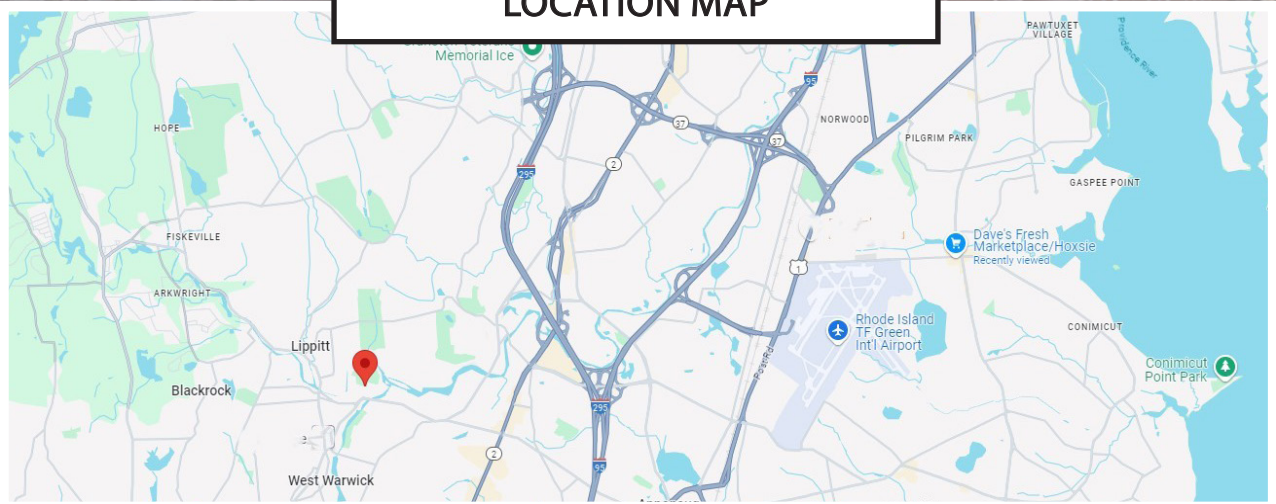 LOCATION MAP
Memorial Ice
PAWTUXET
VILLAGE
Providence River
95
HOPE
37
NORWOOD
37
PILGRIM PARK
2
295
GASPEE POINT
FISKEVILLE
Dave's Fresh
Marketplace/Hoxsie
Recently viewed
1
ARKWRIGHT
Rhode Island
TF Green
Int'l Airport
CONIMICUT
Lippitt
Post Rd
Conimicut
Point Park
Blackrock
295
2
95
West Warwick